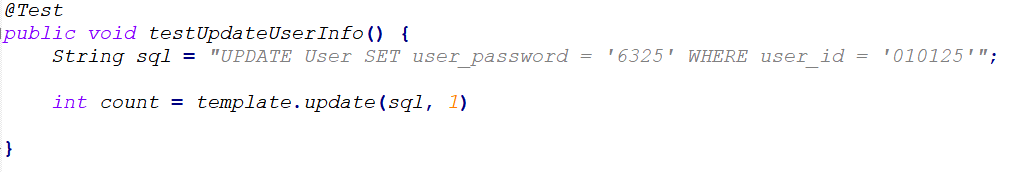 @Test
public void testUpdateUserInfo() {
String sql = "UPDATE User SET user_password = '6325' WHERE user_id = '010125'";
int count = template.update(sql, 1)
}